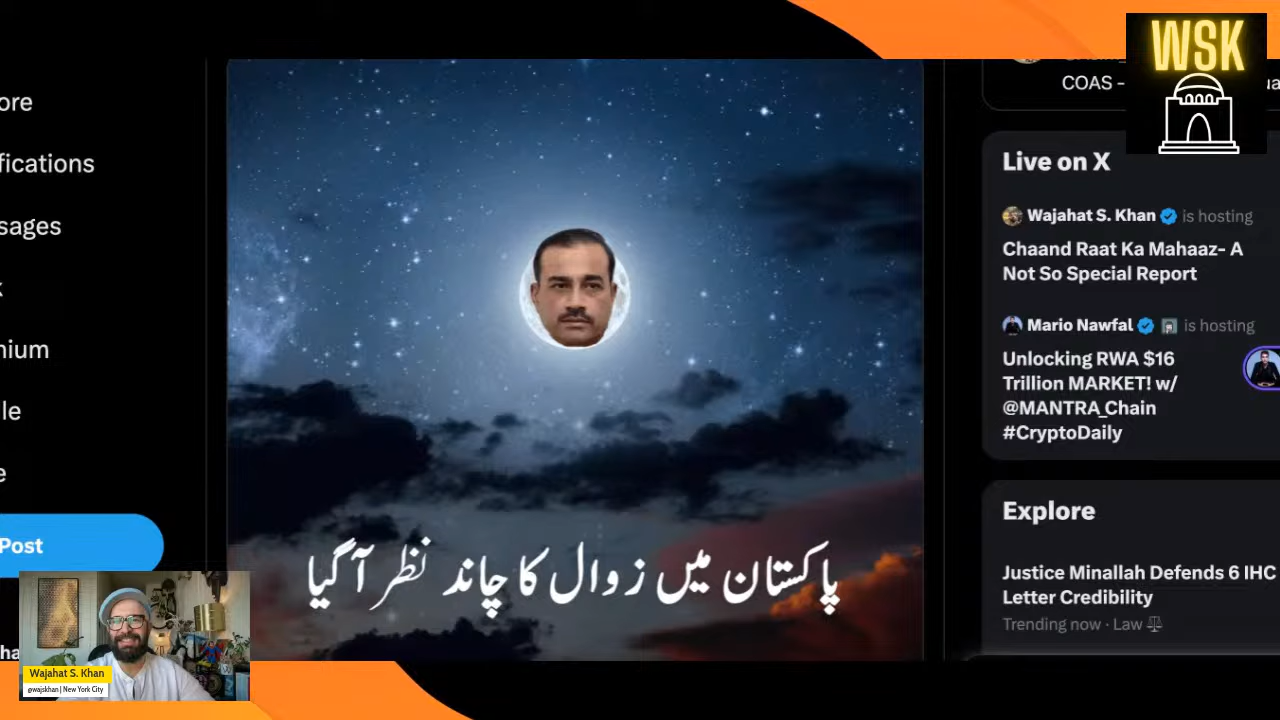 WSK
ore
fications
sages
nium
le
e
Post
پاکستان میں زوال کا چاند نظر آگیا
COAS –
Live on X
Wajahat S. Khan is hosting
Chaand Raat Ka Mahaaz- A
Not So Special Report
Mario Nawfal is hosting
Unlocking RWA $16
Trillion MARKET! w/
@MANTRA_Chain
#CryptoDaily
Explore
Justice Minallah Defends 6 IHC
Letter Credibility
Trending now · Law
Wajahat S. Khan
@wajskhan | New York City